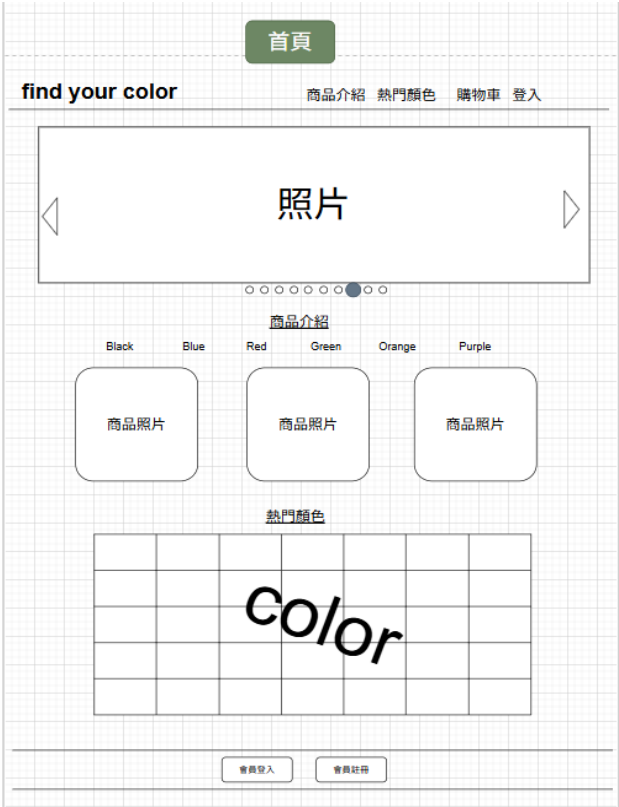 首頁
find your color 商品介紹 熱門顏色 購物車 登入
照片
商品介紹
Black Blue Red Green Orange Purple
商品照片 商品照片 商品照片
熱門顏色
color
會員登入 會員註冊